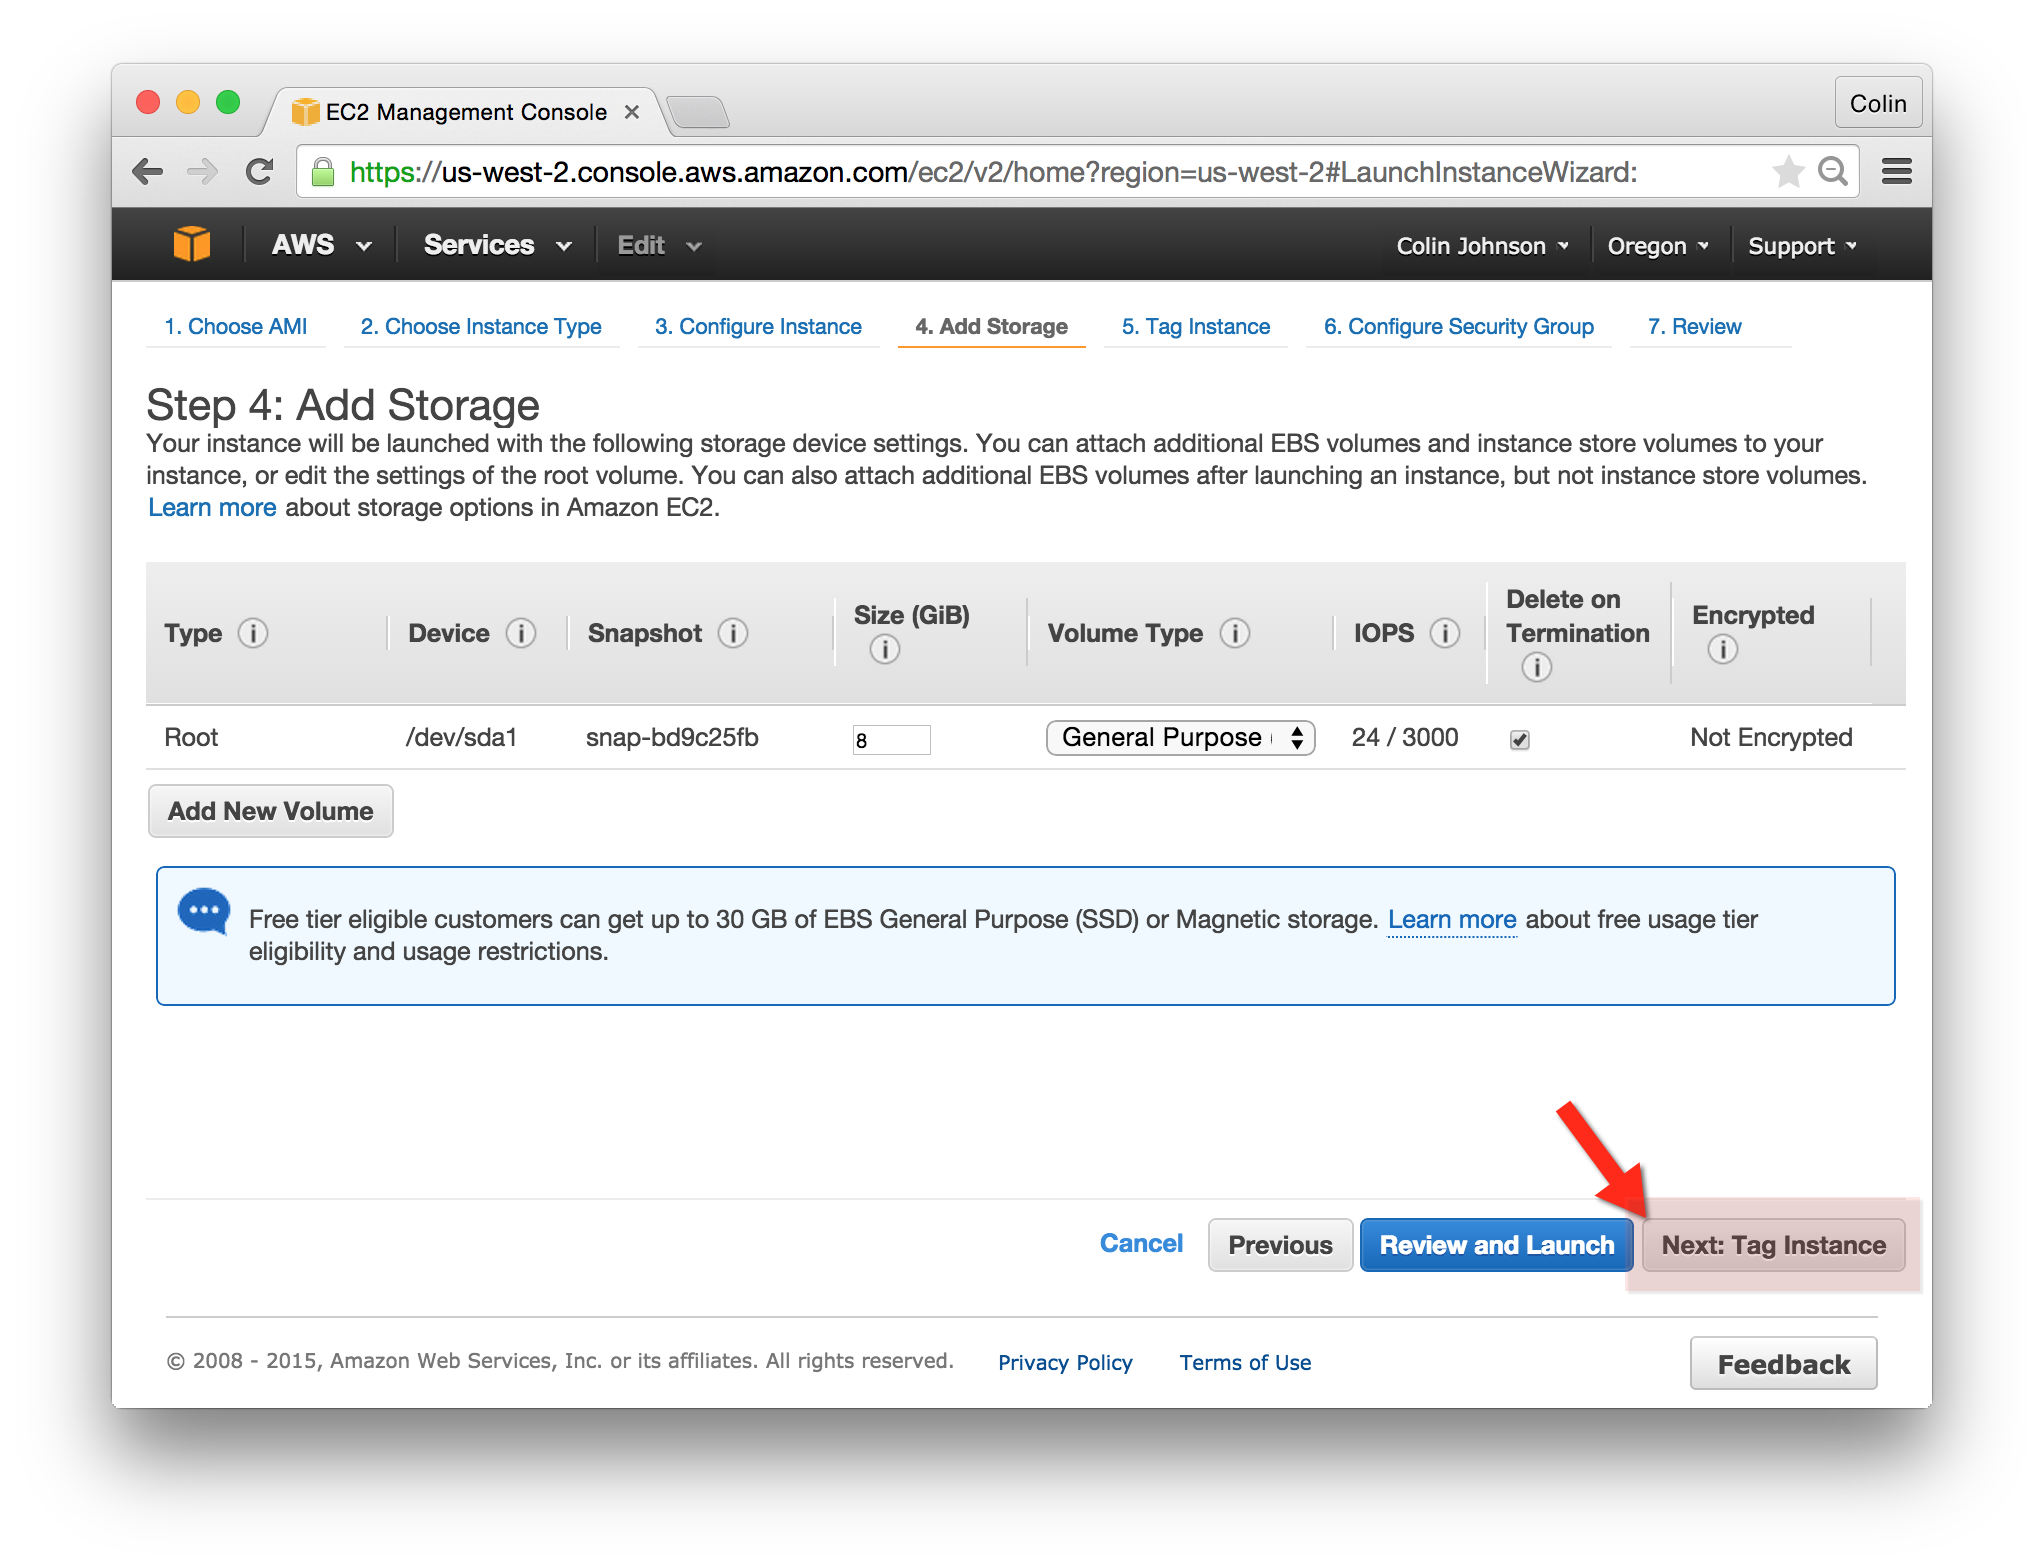 EC2 Management Console
Colin
https://us-west-2.console.aws.amazon.com/ec2/v2/home?region=us-west-2#LaunchInstanceWizard:
AWS Services Edit Colin Johnson Oregon Support
1. Choose AMI 2. Choose Instance Type 3. Configure Instance 4. Add Storage 5. Tag Instance 6. Configure Security Group 7. Review
Step 4: Add Storage
Your instance will be launched with the following storage device settings. You can attach additional EBS volumes and instance store volumes to your
instance, or edit the settings of the root volume. You can also attach additional EBS volumes after launching an instance, but not instance store volumes.
Learn more about storage options in Amazon EC2.
Type Device Snapshot Size (GiB) Volume Type IOPS Delete on Termination Encrypted
Root /dev/sda1 snap-bd9c25fb 8 General Purpose ( 24 / 3000 Not Encrypted
Add New Volume
Free tier eligible customers can get up to 30 GB of EBS General Purpose (SSD) or Magnetic storage. Learn more about free usage tier
eligibility and usage restrictions.
Cancel Previous Review and Launch Next: Tag Instance
© 2008 - 2015, Amazon Web Services, Inc. or its affiliates. All rights reserved. Privacy Policy Terms of Use Feedback